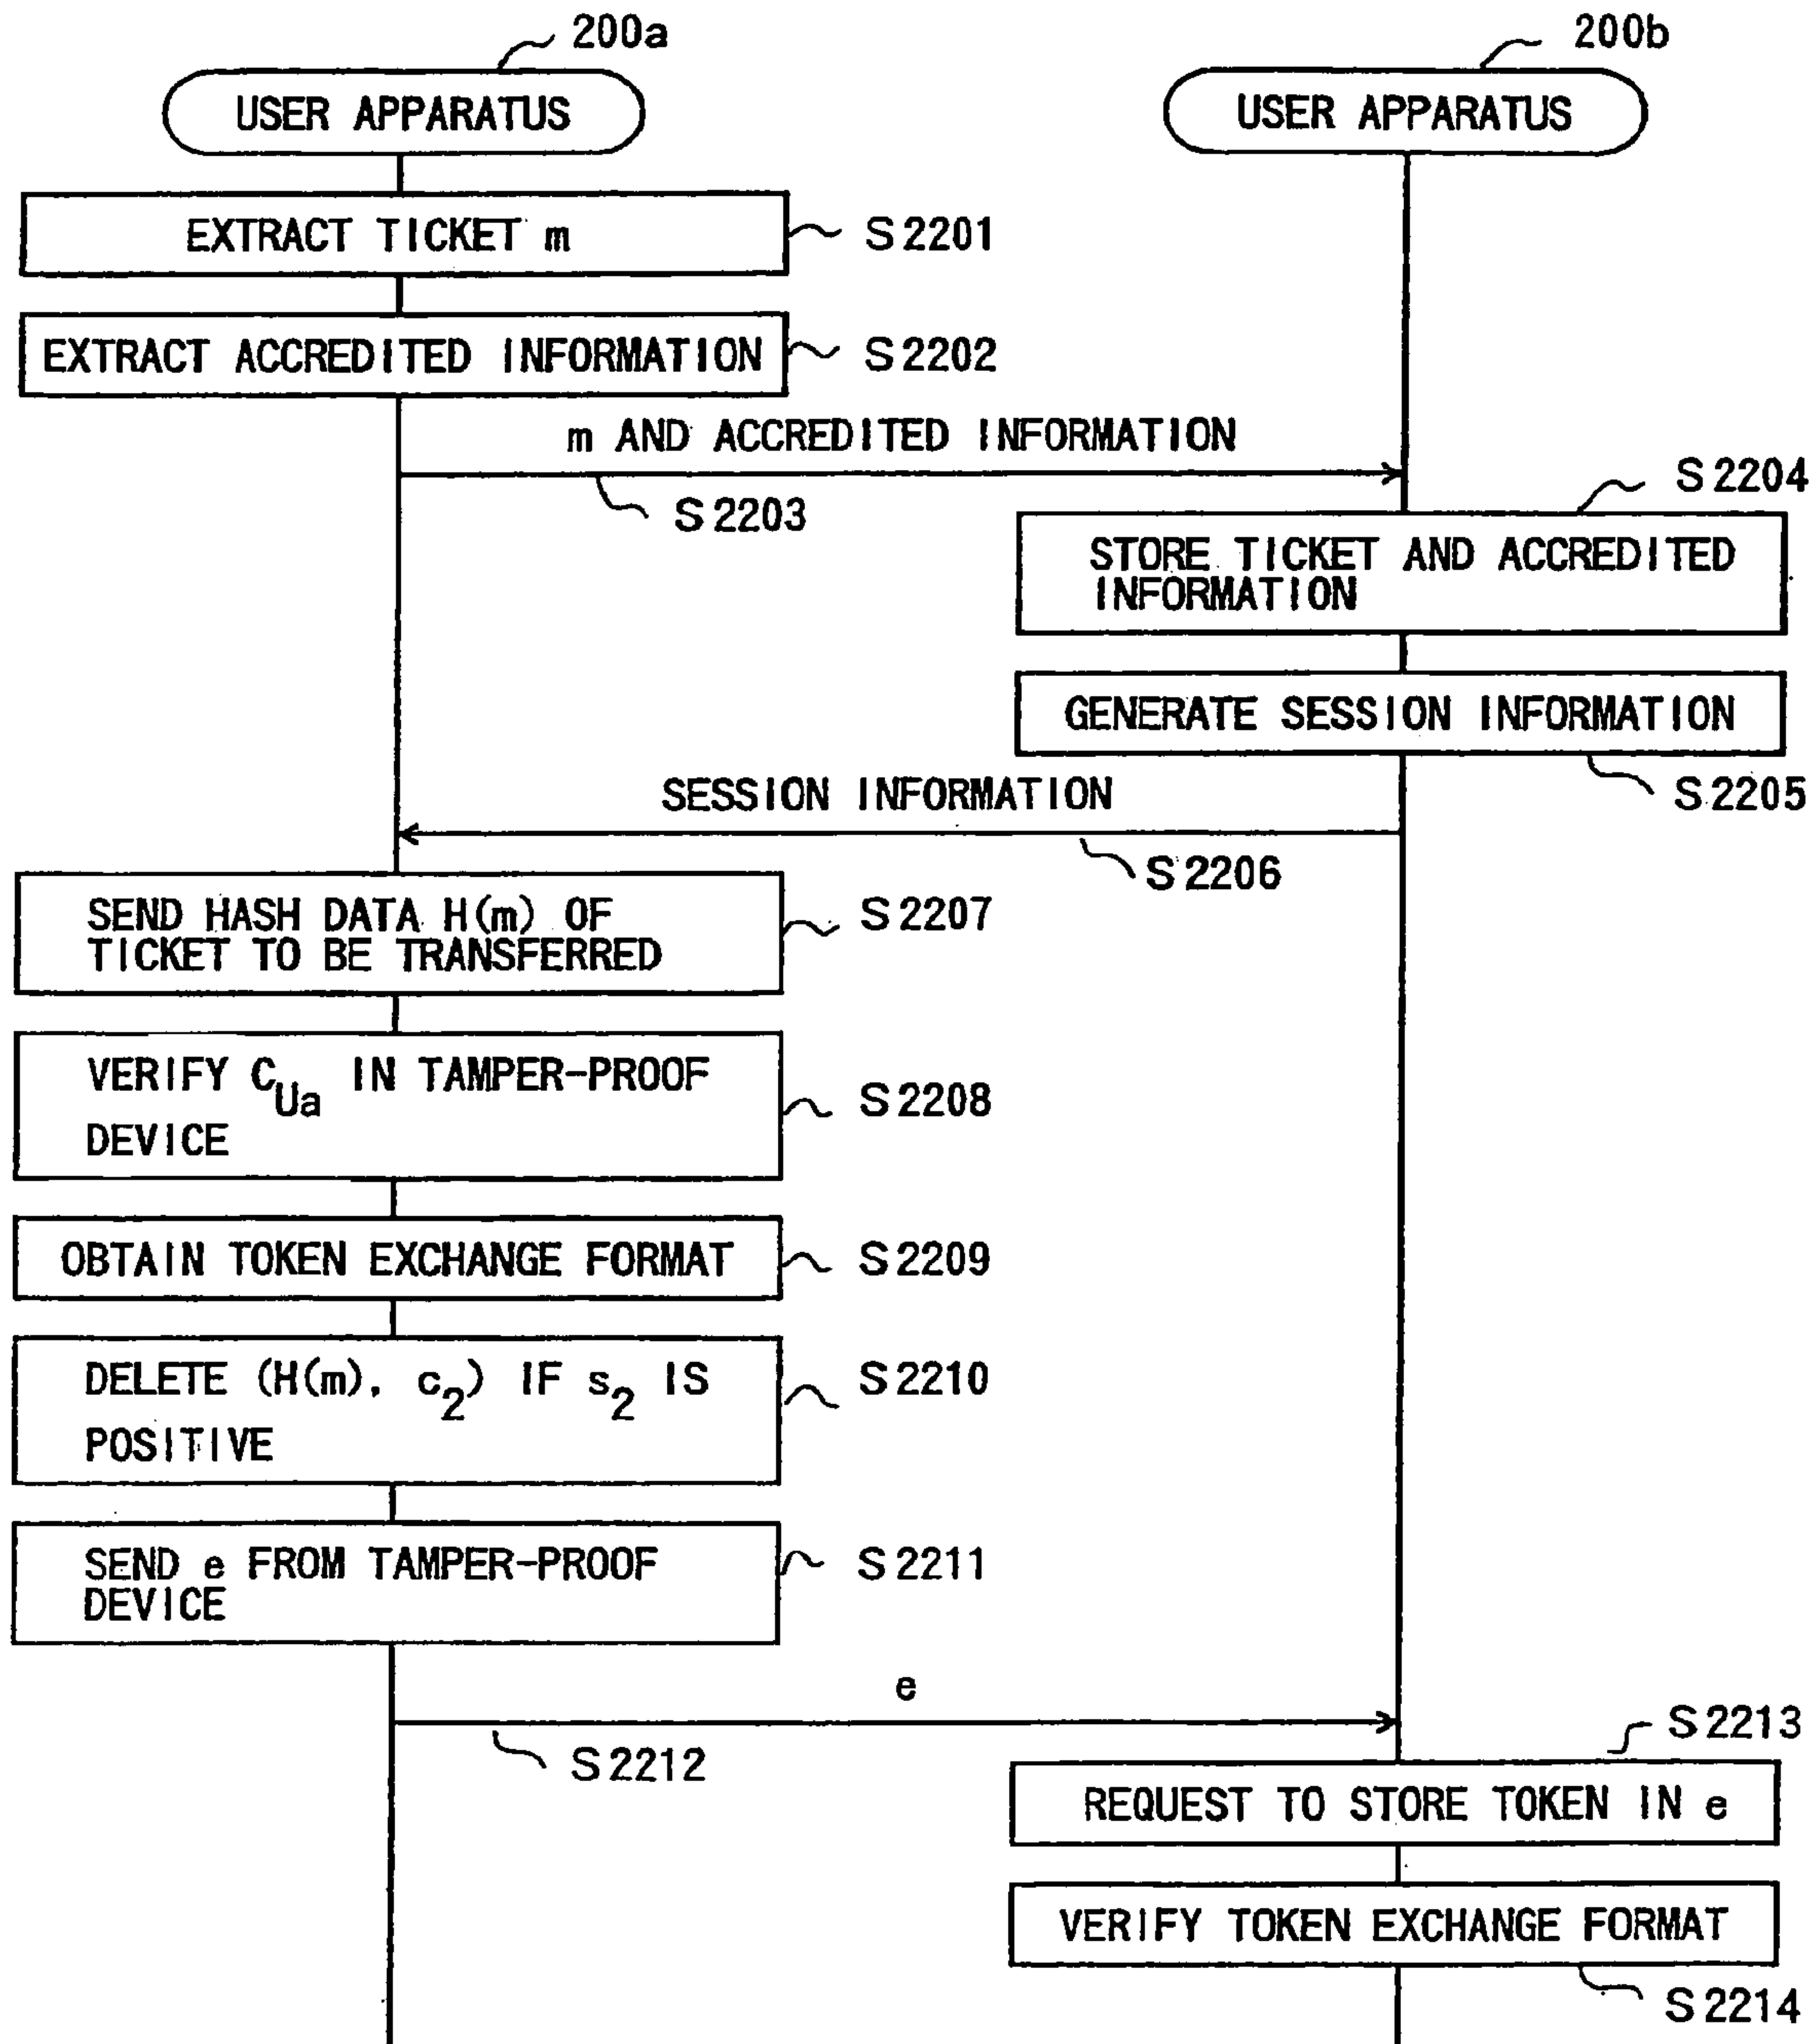 200a
200b
USER APPARATUS
USER APPARATUS
EXTRACT TICKET m
S2201
EXTRACT ACCREDITED INFORMATION
S2202
m AND ACCREDITED INFORMATION
S2203
S2204
STORE TICKET AND ACCREDITED
INFORMATION
GENERATE SESSION INFORMATION
S2205
SESSION INFORMATION
S2206
SEND HASH DATA H(m) OF
TICKET TO BE TRANSFERRED
S2207
VERIFY C_Ua IN TAMPER-PROOF
DEVICE
S2208
OBTAIN TOKEN EXCHANGE FORMAT
S2209
DELETE (H(m), c_2) IF s_2 IS
POSITIVE
S2210
SEND e FROM TAMPER-PROOF
DEVICE
S2211
e
S2212
S2213
REQUEST TO STORE TOKEN IN e
VERIFY TOKEN EXCHANGE FORMAT
S2214